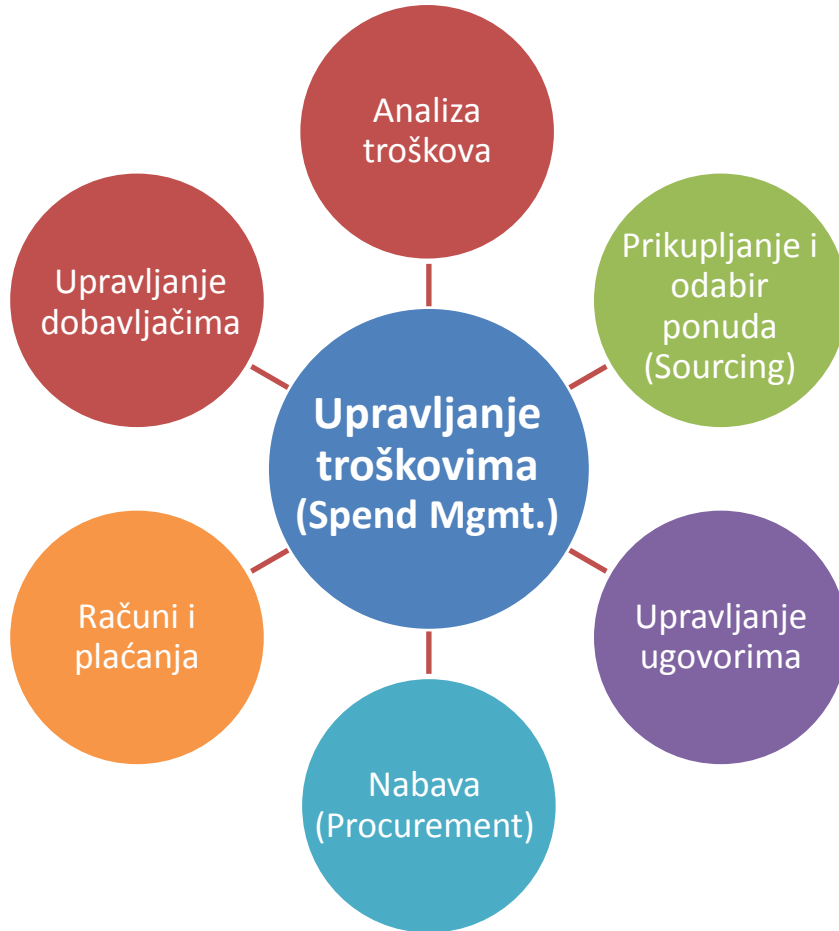 Analiza
troškova
Prikupljanje i
odabir
ponuda
(Sourcing)
Upravljanje
dobavljačima
Upravljanje
troškovima
(Spend Mgmt.)
Računi i
plaćanja
Upravljanje
ugovorima
Nabava
(Procurement)